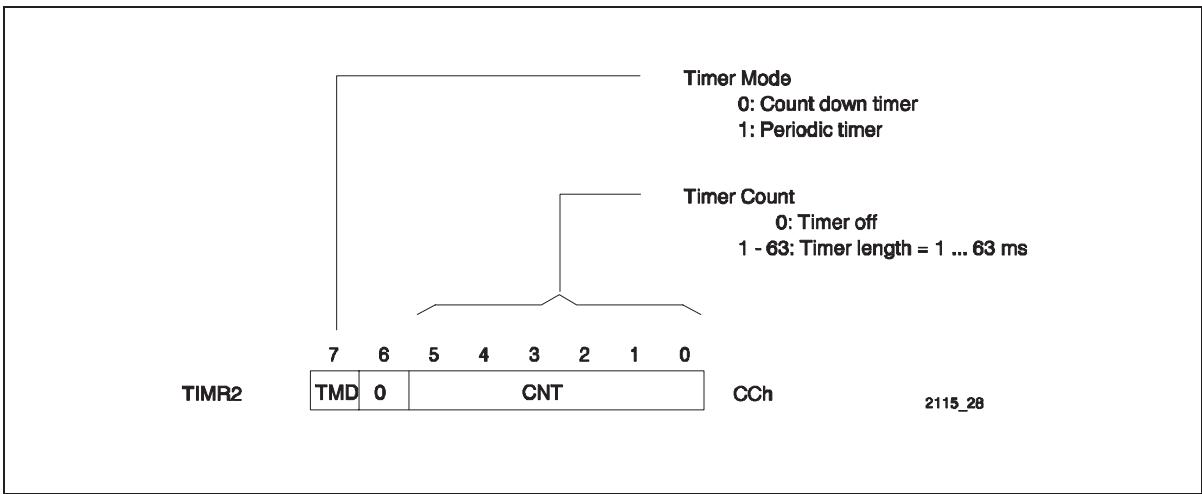 Timer Mode
0: Count down timer
1: Periodic timer
Timer Count
0: Timer off
1 - 63: Timer length = 1 ... 63 ms
7 6 5 4 3 2 1 0
TIMR2 TMD 0 CNT CCh
2115_28